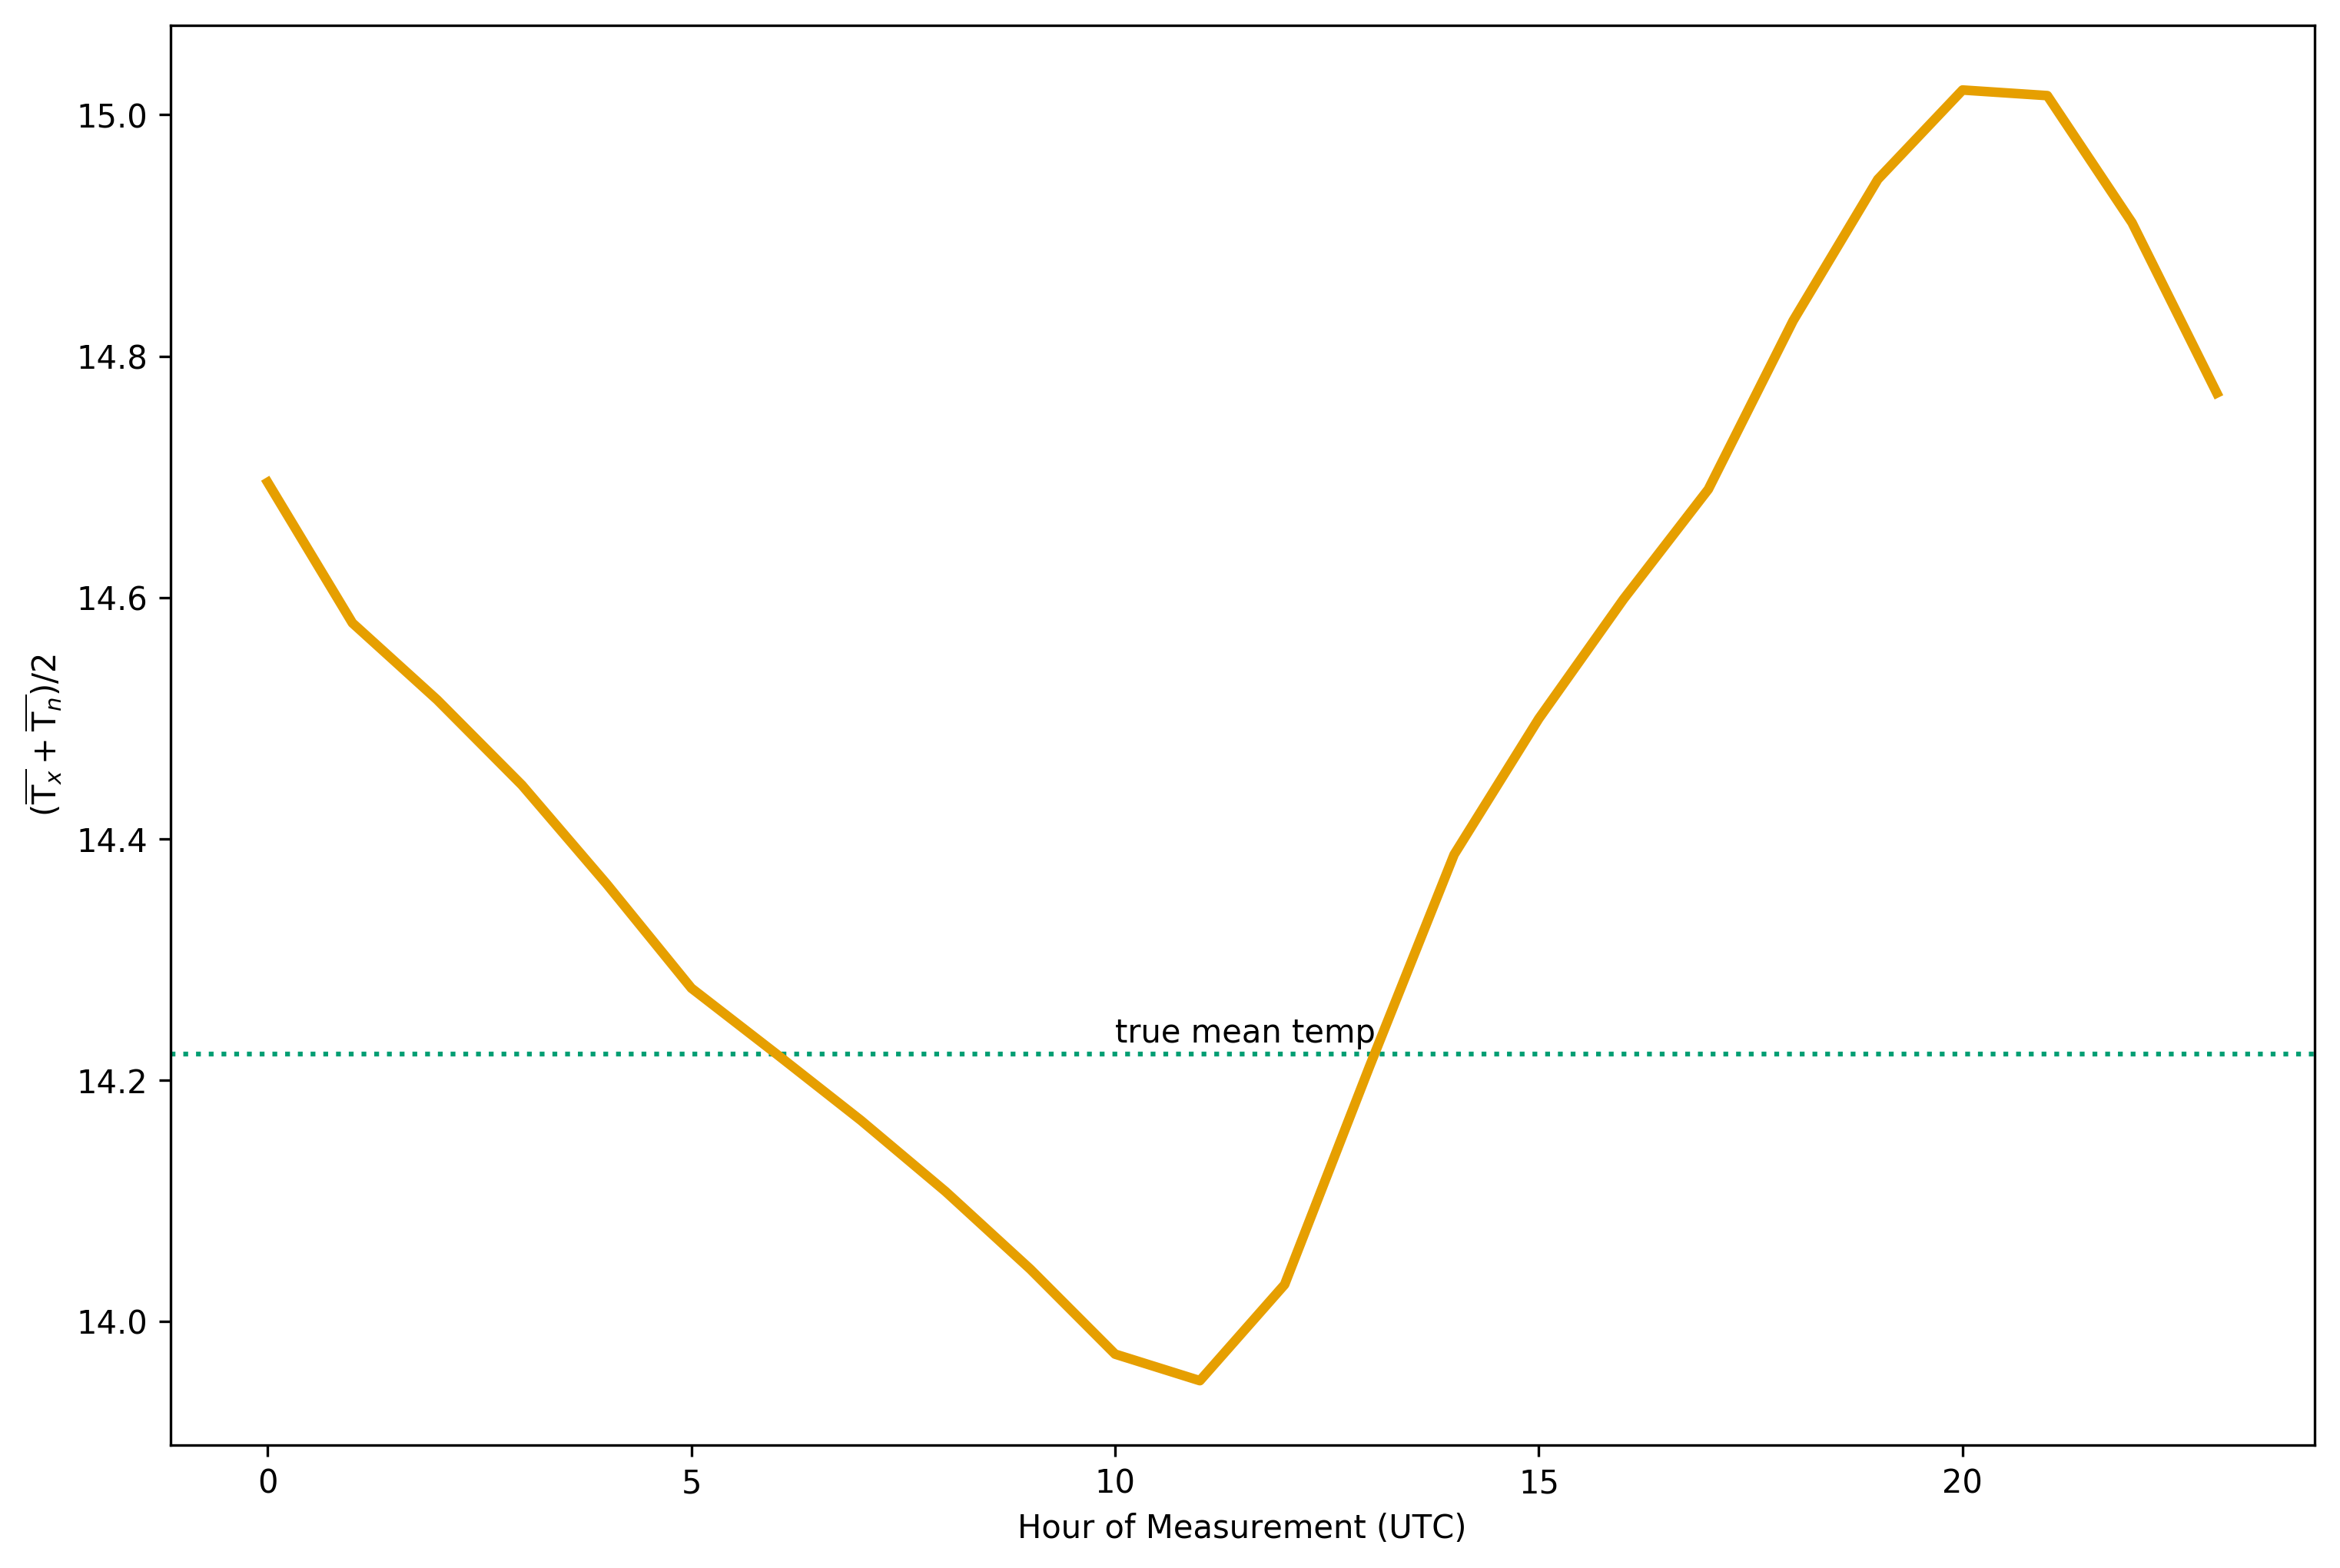 15.0
14.8
14.6
14.4
14.2
14.0
(T̅ₓ + T̅ₙ)/2
true mean temp
0 5 10 15 20
Hour of Measurement (UTC)